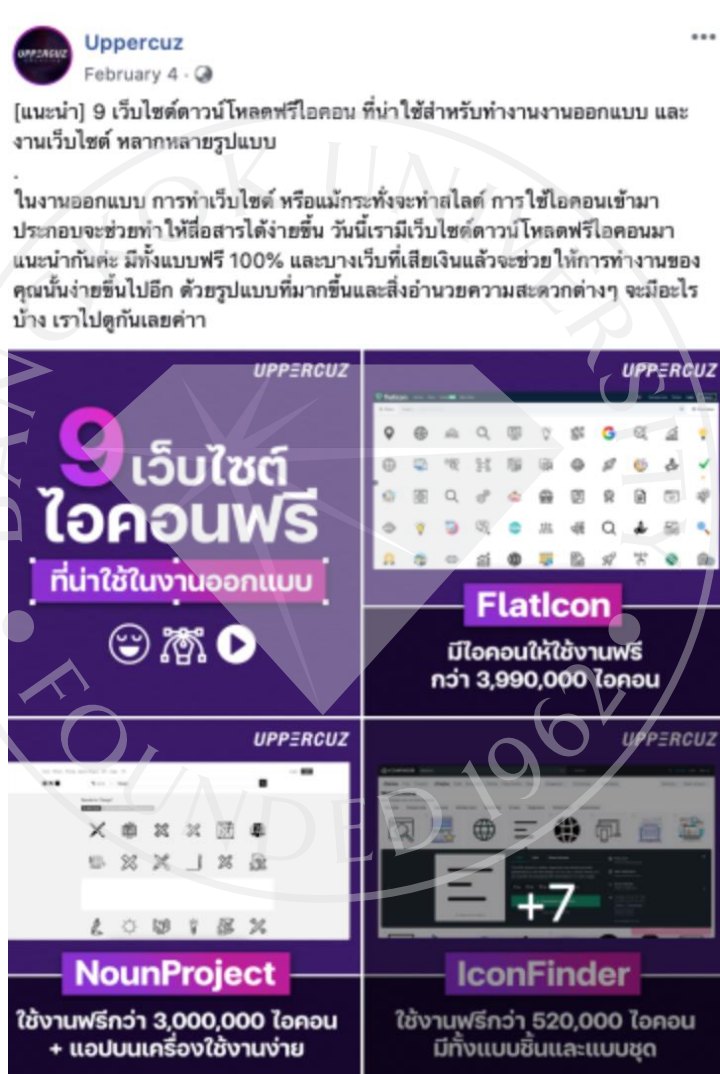 Uppercuz
February 4
[แนะนำ] 9 เว็บไซต์ดาวน์โหลดฟรีไอคอน ที่น่าใช้สำหรับทำงานงานออกแบบ และ
งานเว็บไซต์ หลากหลายรูปแบบ
.
ในงานออกแบบ การทำเว็บไซต์ หรือแม้กระทั่งจะทำสไลด์ การใช้ไอคอนเข้ามา
ประกอบจะช่วยทำให้สื่อสารได้ง่ายขึ้น วันนี้เรามีเว็บไซต์ดาวน์โหลดฟรีไอคอนมา
แนะนำกันค่ะ มีทั้งแบบฟรี 100% และบางเว็บที่เสียเงินแล้วจะช่วยให้การทำงานของ
คุณนั้นง่ายขึ้นไปอีก ด้วยรูปแบบที่มากขึ้นและสิ่งอำนวยความสะดวกต่างๆ จะมีอะไร
บ้าง เราไปดูกันเลยค่าา
UPPERCUZ
9 เว็บไซต์
ไอคอนฟรี
ที่น่าใช้ในงานออกแบบ
UPPERCUZ
FlatIcon
มีไอคอนให้ใช้งานฟรี
กว่า 3,990,000 ไอคอน
UPPERCUZ
NounProject
ใช้งานฟรีกว่า 3,000,000 ไอคอน
+ แอปบนเครื่องใช้งานง่าย
UPPERCUZ
+7
IconFinder
ใช้งานฟรีกว่า 520,000 ไอคอน
มีทั้งแบบชิ้นและแบบชุด
BANGKOK UNIVERSITY
FOUNDED 1962